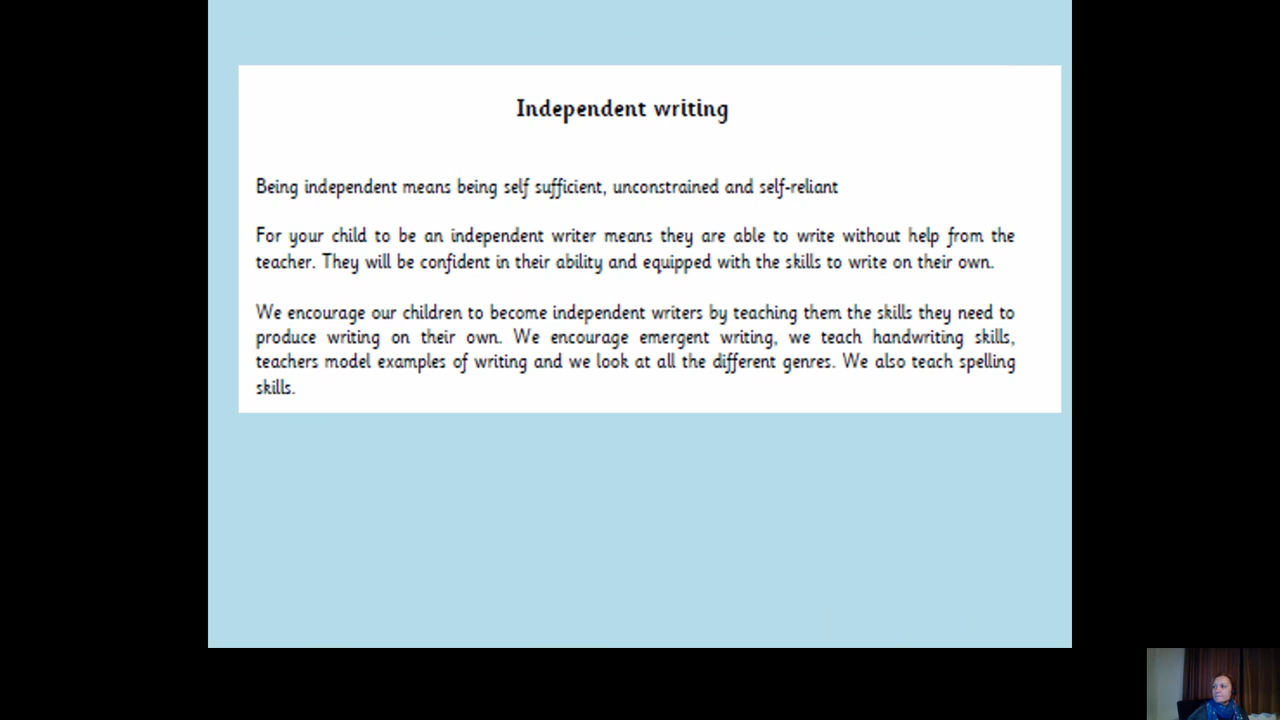 Independent writing
Being independent means being self sufficient, unconstrained and self-reliant
For your child to be an independent writer means they are able to write without help from the
teacher. They will be confident in their ability and equipped with the skills to write on their own.
We encourage our children to become independent writers by teaching them the skills they need to
produce writing on their own. We encourage emergent writing, we teach handwriting skills,
teachers model examples of writing and we look at all the different genres. We also teach spelling
skills.